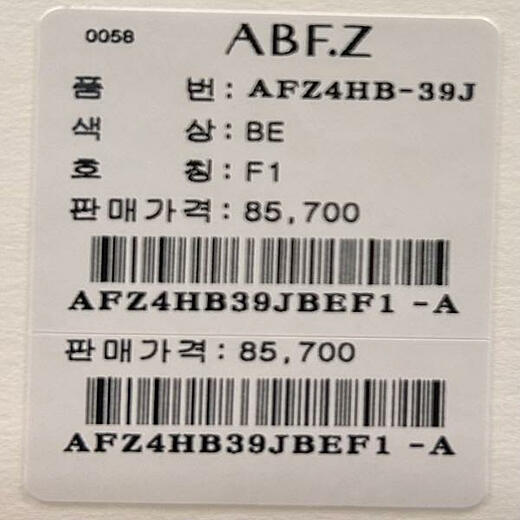 0058 ABF.Z
품 번 : AFZ4HB-39J
색 상 : BE
호 칭 : F1
판매가격 : 85,700
AFZ4HB39JBEF1 -A
판매가격 : 85,700
AFZ4HB39JBEF1 -A